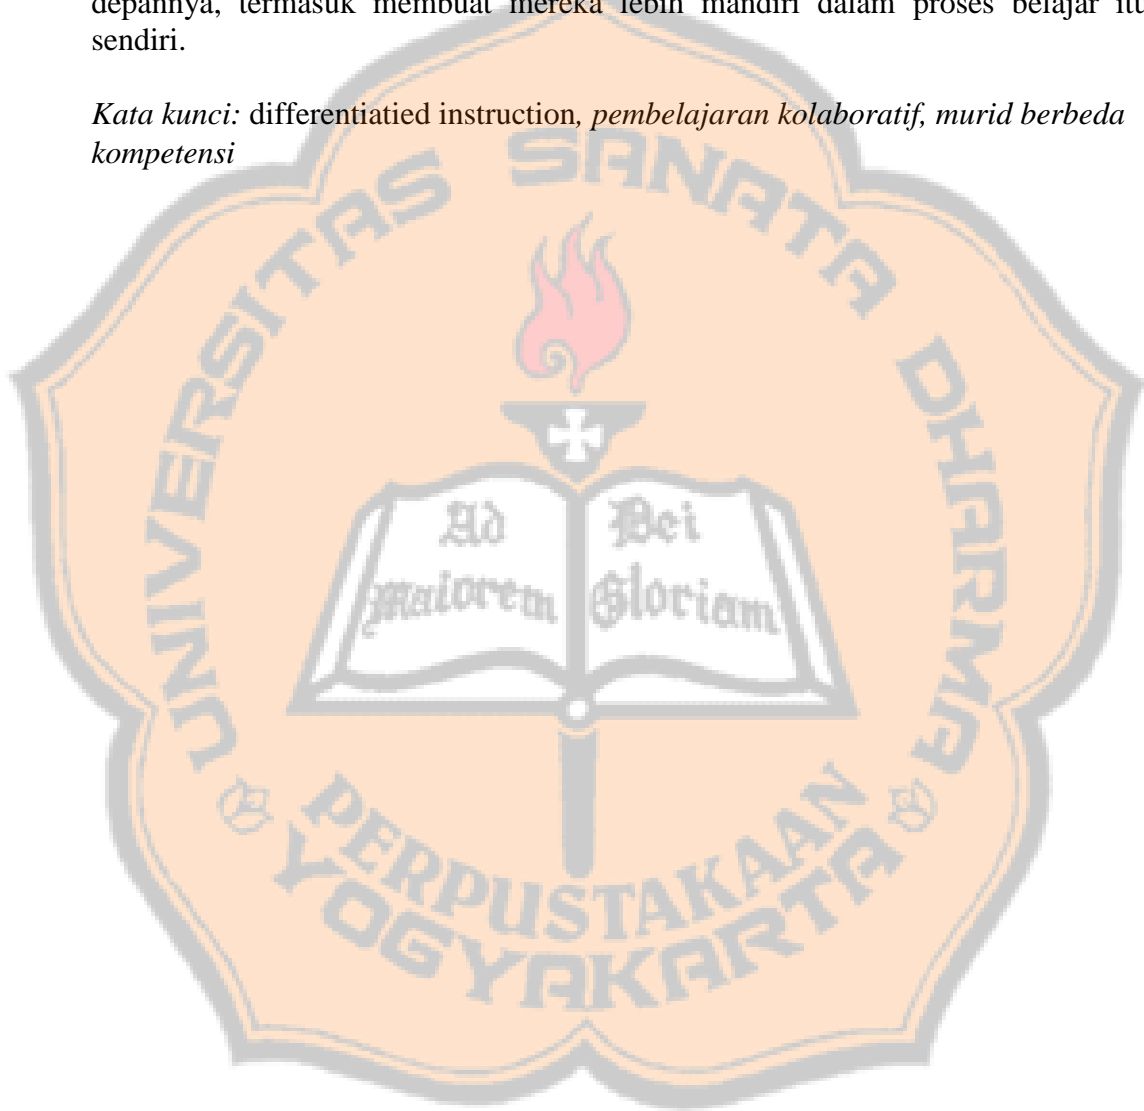 depannya, termasuk membuat mereka lebih mandiri dalam proses belajar itu
sendiri.
Kata kunci: differentiatied instruction, pembelajaran kolaboratif, murid berbeda
kompetensi
UNIVERSITAS SANATA DHARMA
Ad Dei
Maiorem Gloriam
PERPUSTAKAAN
YOGYAKARTA